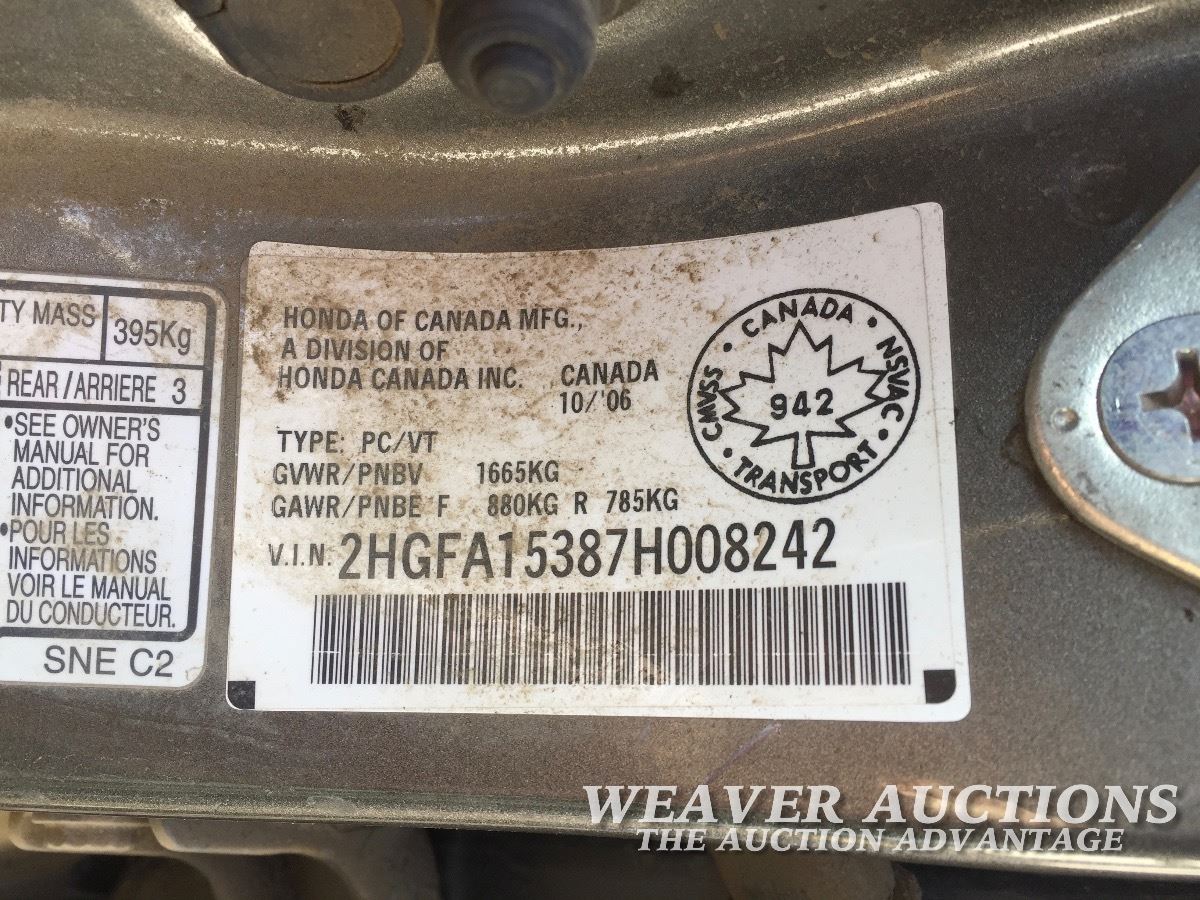 TY MASS 395Kg
REAR/ARRIERE 3
•SEE OWNER'S
MANUAL FOR
ADDITIONAL
INFORMATION.
•POUR LES
INFORMATIONS
VOIR LE MANUAL
DU CONDUCTEUR.
SNE C2
HONDA OF CANADA MFG.,
A DIVISION OF
HONDA CANADA INC. CANADA
10/'06
TYPE: PC/VT
GVWR/PNBV 1665KG
GAWR/PNBE F 880KG R 785KG
V.I.N. 2HGFA15387H008242
CANADA • NSVAC • TRANSPORT • CMVSS •
942
WEAVER AUCTIONS
THE AUCTION ADVANTAGE